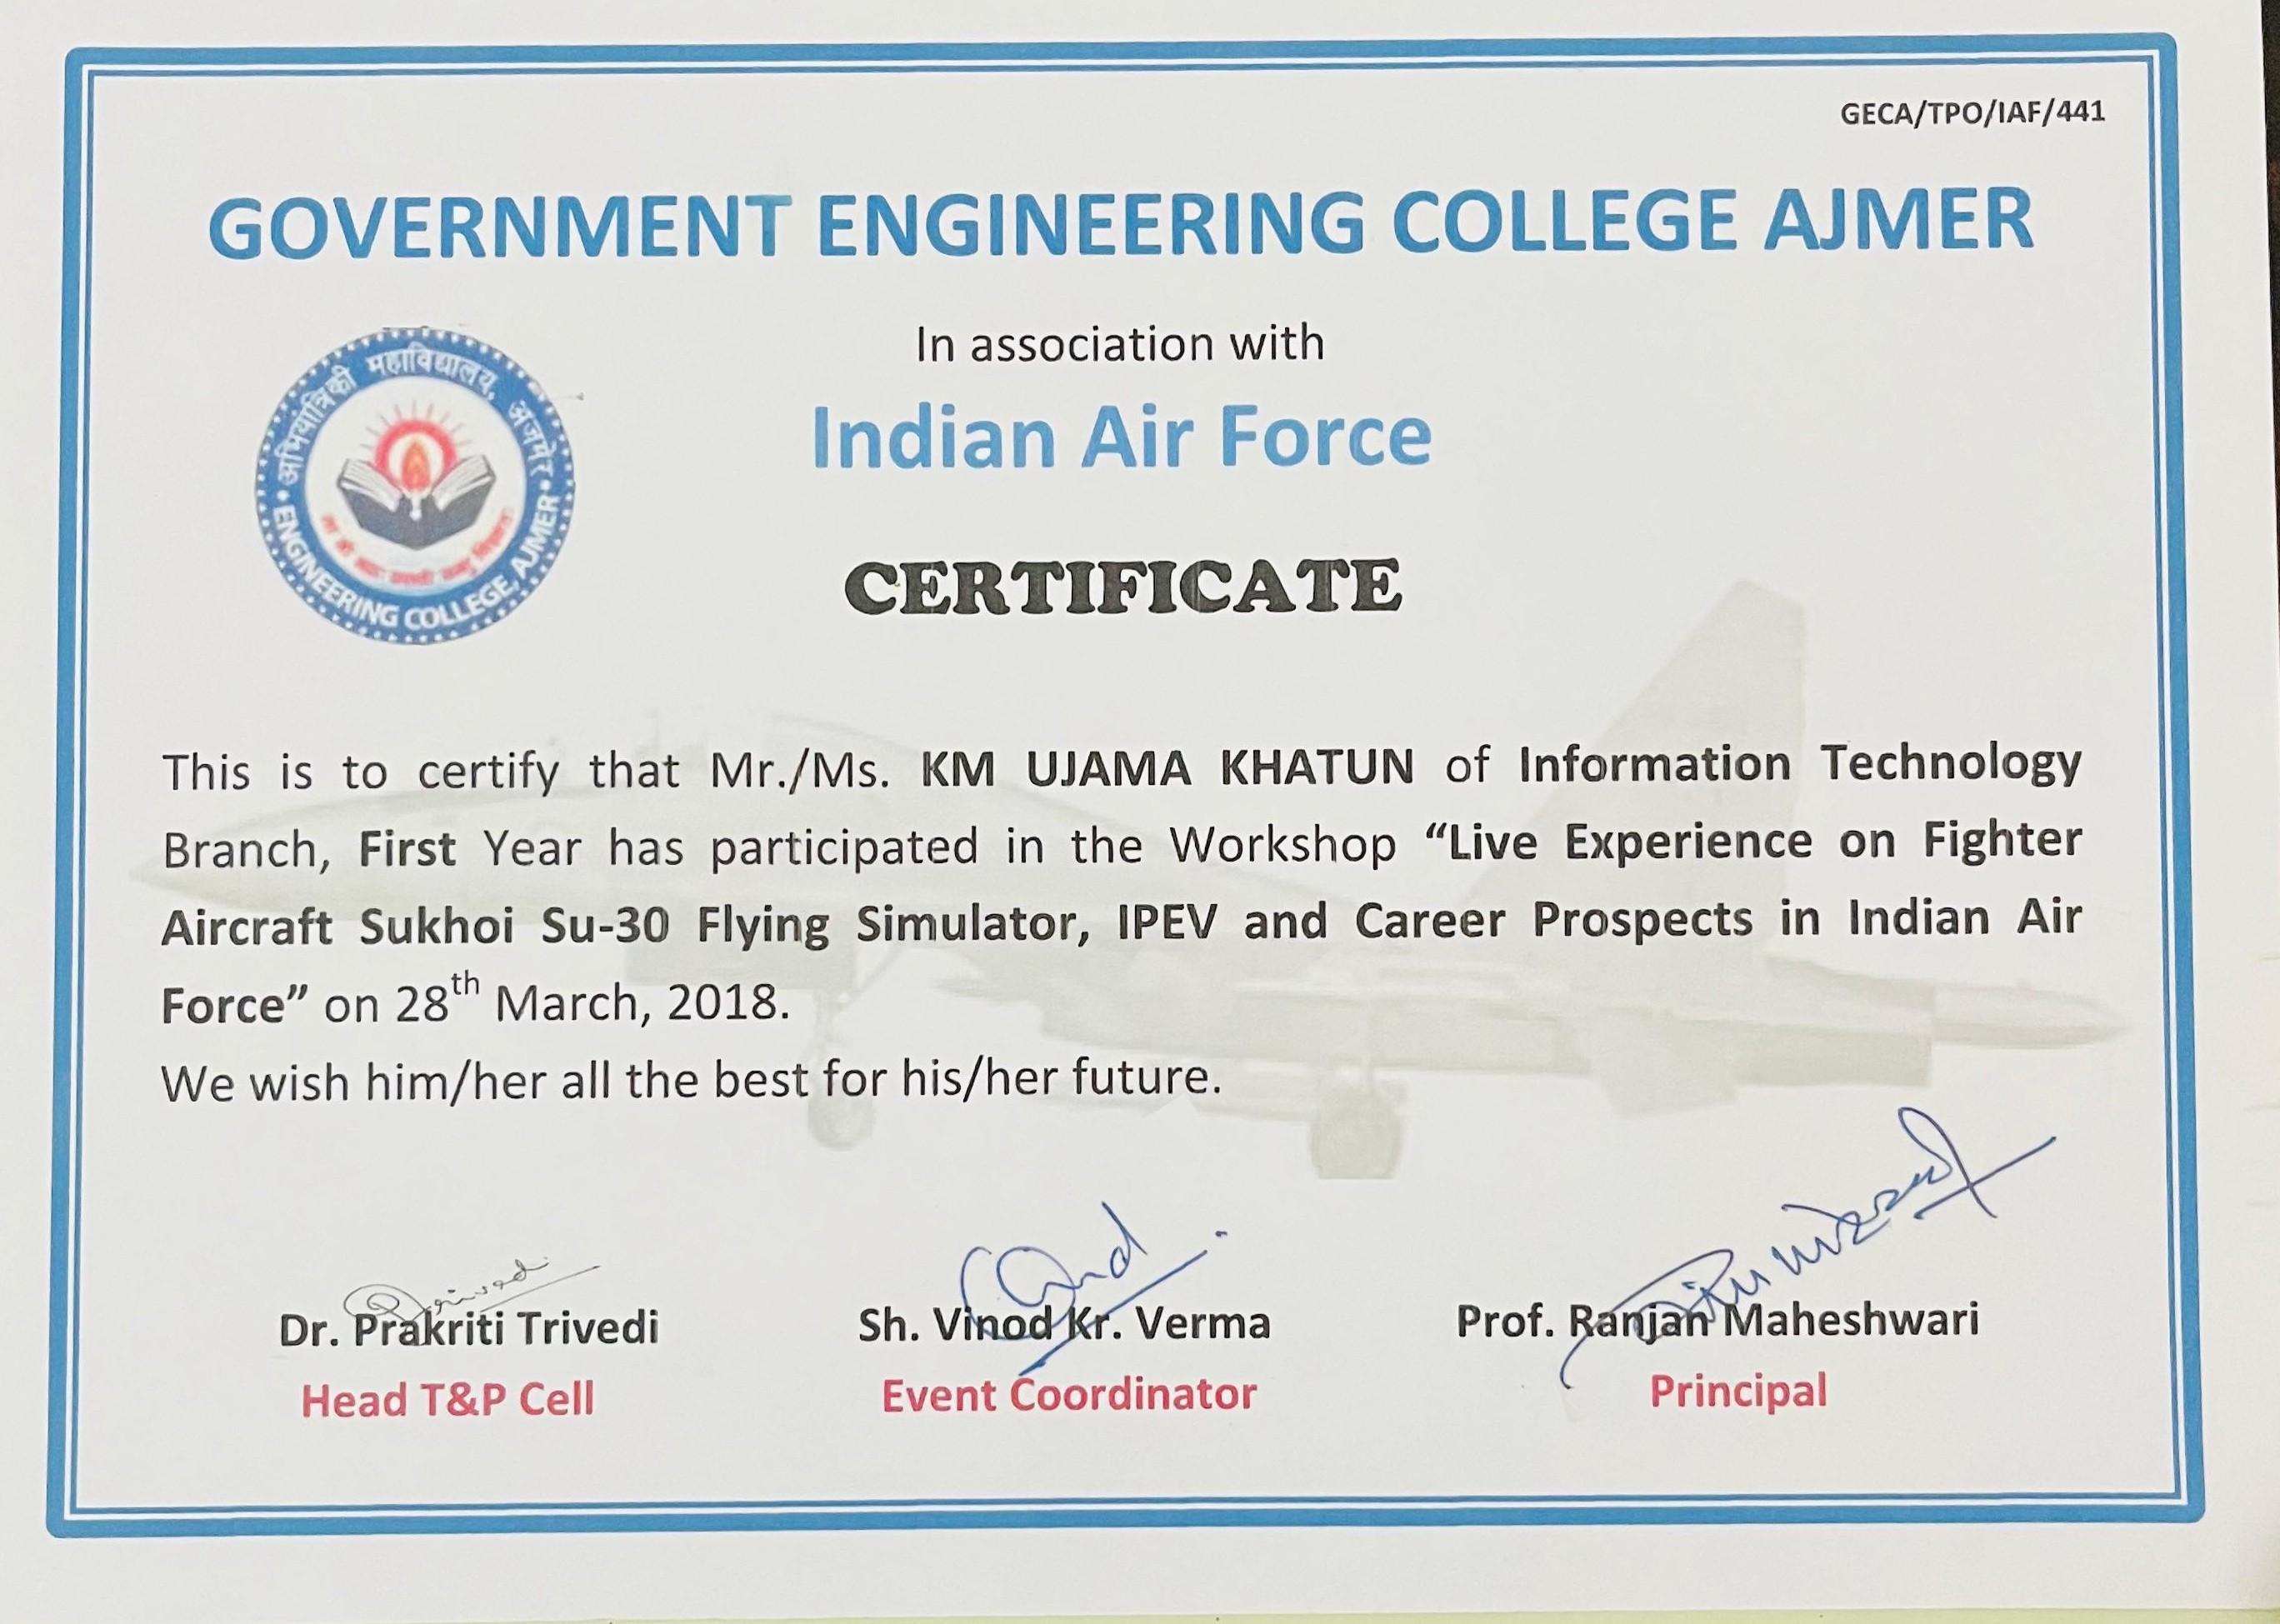 GECA/TPO/IAF/441
GOVERNMENT ENGINEERING COLLEGE AJMER
In association with
Indian Air Force
अभियांत्रिकी महाविद्यालय, अजमेर
ENGINEERING COLLEGE, AJMER
CERTIFICATE
This is to certify that Mr./Ms. KM UJAMA KHATUN of Information Technology
Branch, First Year has participated in the Workshop “Live Experience on Fighter
Aircraft Sukhoi Su-30 Flying Simulator, IPEV and Career Prospects in Indian Air
Force” on 28th March, 2018.
We wish him/her all the best for his/her future.
Dr. Prakriti Trivedi
Sh. Vinod Kr. Verma
Prof. Ranjan Maheshwari
Head T&P Cell
Event Coordinator
Principal